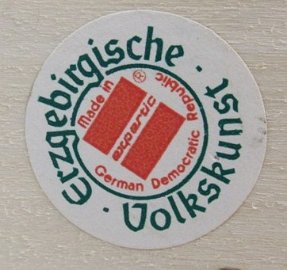 Erzgebirgische · Volkskunst ·
Made in
German Democratic Republic
expertic